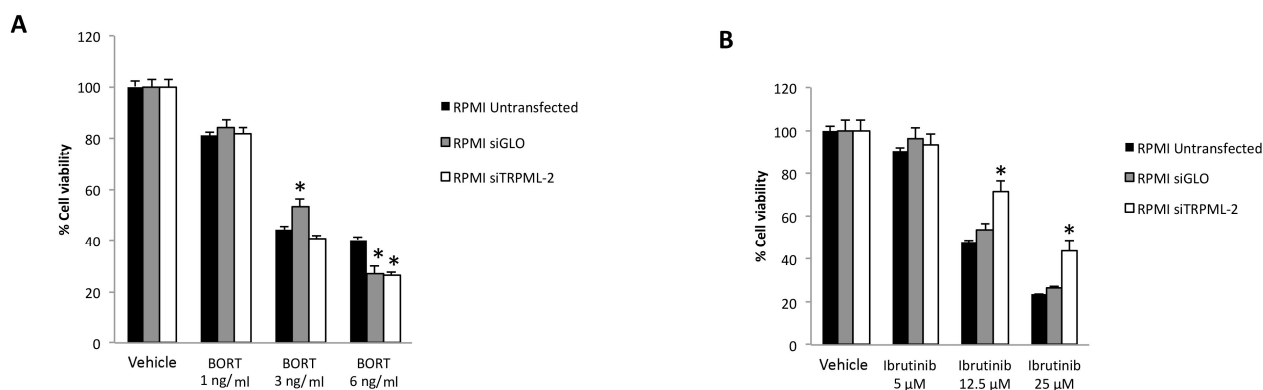 A
% Cell viability
120
100
80
60
40
20
0
Vehicle
BORT
1 ng/ml
BORT
3 ng/ml
BORT
6 ng/ml
*
*
*
RPMI Untransfected
RPMI siGLO
RPMI siTRPML-2
B
% Cell viability
120
100
80
60
40
20
0
Vehicle
Ibrutinib
5 μM
Ibrutinib
12.5 μM
Ibrutinib
25 μM
*
*
RPMI Untransfected
RPMI siGLO
RPMI siTRPML-2